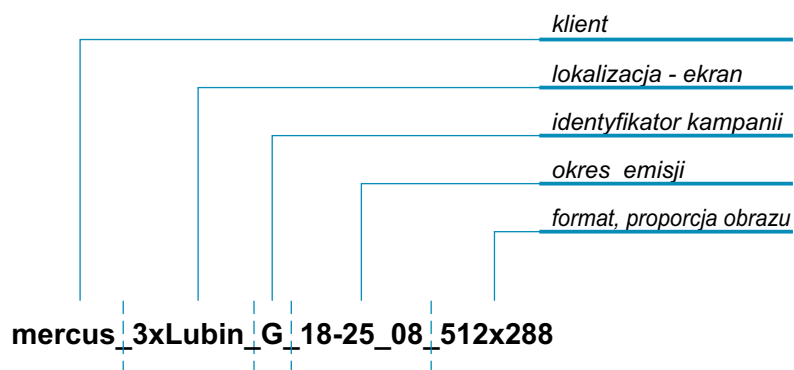 klient
lokalizacja - ekran
identyfikator kampanii
okres emisji
format, proporcja obrazu
mercus_3xLubin_G_18-25_08_512x288